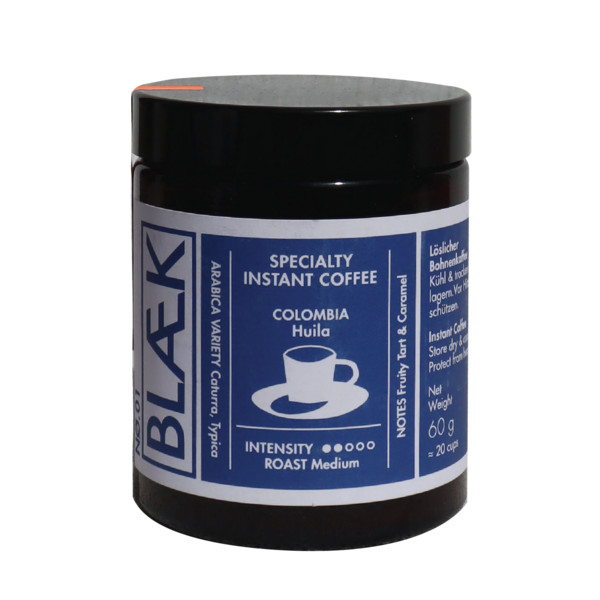 BLÆK
No.01
ARABICA VARIETY Caturra, Typica
SPECIALTY
INSTANT COFFEE
COLOMBIA
Huila
INTENSITY
ROAST Medium
NOTES Fruity Tart & Caramel
Löslicher
Bohnenkaffee
Kühl &
lagern. Vor
schützen.
Instant Coffee
Store dry &
Protect from
Net
Weight
60 g
≈ 20 cups